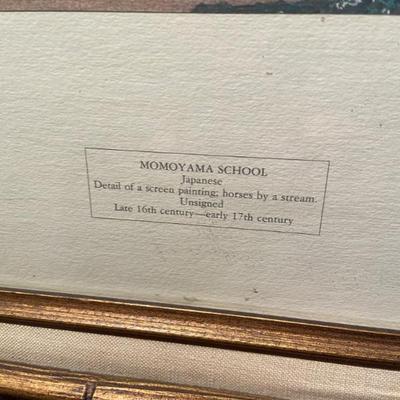 MOMOYAMA SCHOOL
Japanese
Detail of a screen painting; horses by a stream.
Unsigned
Late 16th century—early 17th century